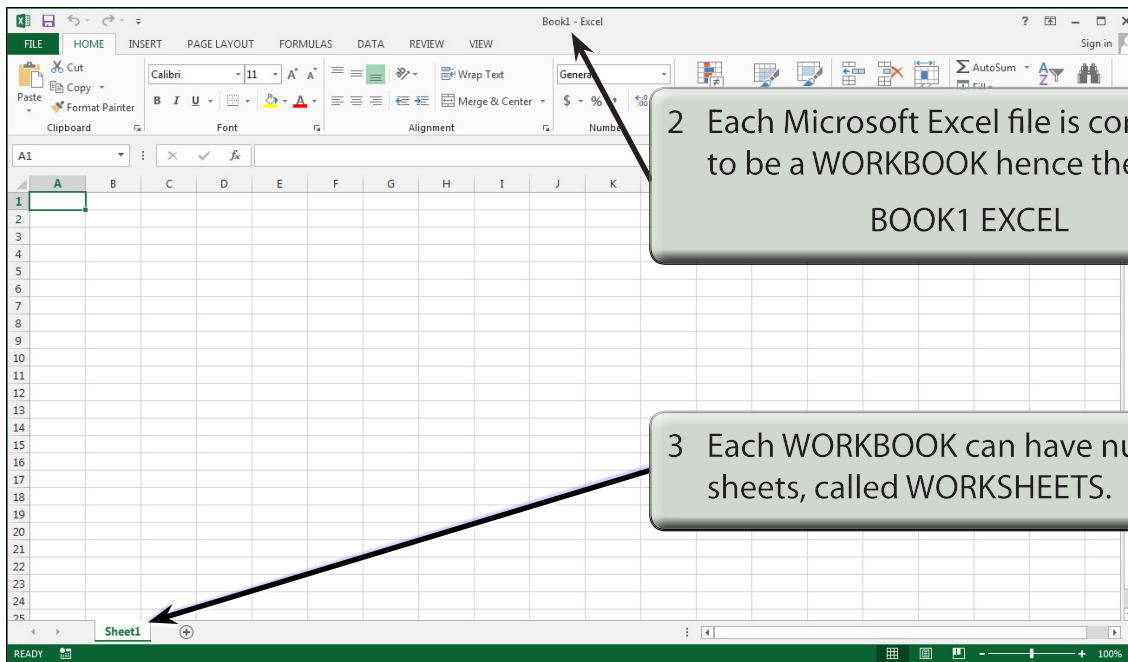 Book1 - Excel
?
FILE HOME INSERT PAGE LAYOUT FORMULAS DATA REVIEW VIEW Sign in
Cut Calibri 11 A A Wrap Text General AutoSum
Copy
Paste Format Painter B I U A Merge & Center $ %
Clipboard Font Alignment Number
A1 fx
A B C D E F G H I J K
1
2
3
4
5
6
7
8
9
10
11
12
13
14
15
16
17
18
19
20
21
22
23
24
25
2 Each Microsoft Excel file is
to be a WORKBOOK hence
BOOK1 EXCEL
3 Each WORKBOOK can have
sheets, called WORKSHEETS.
Sheet1
READY 100%